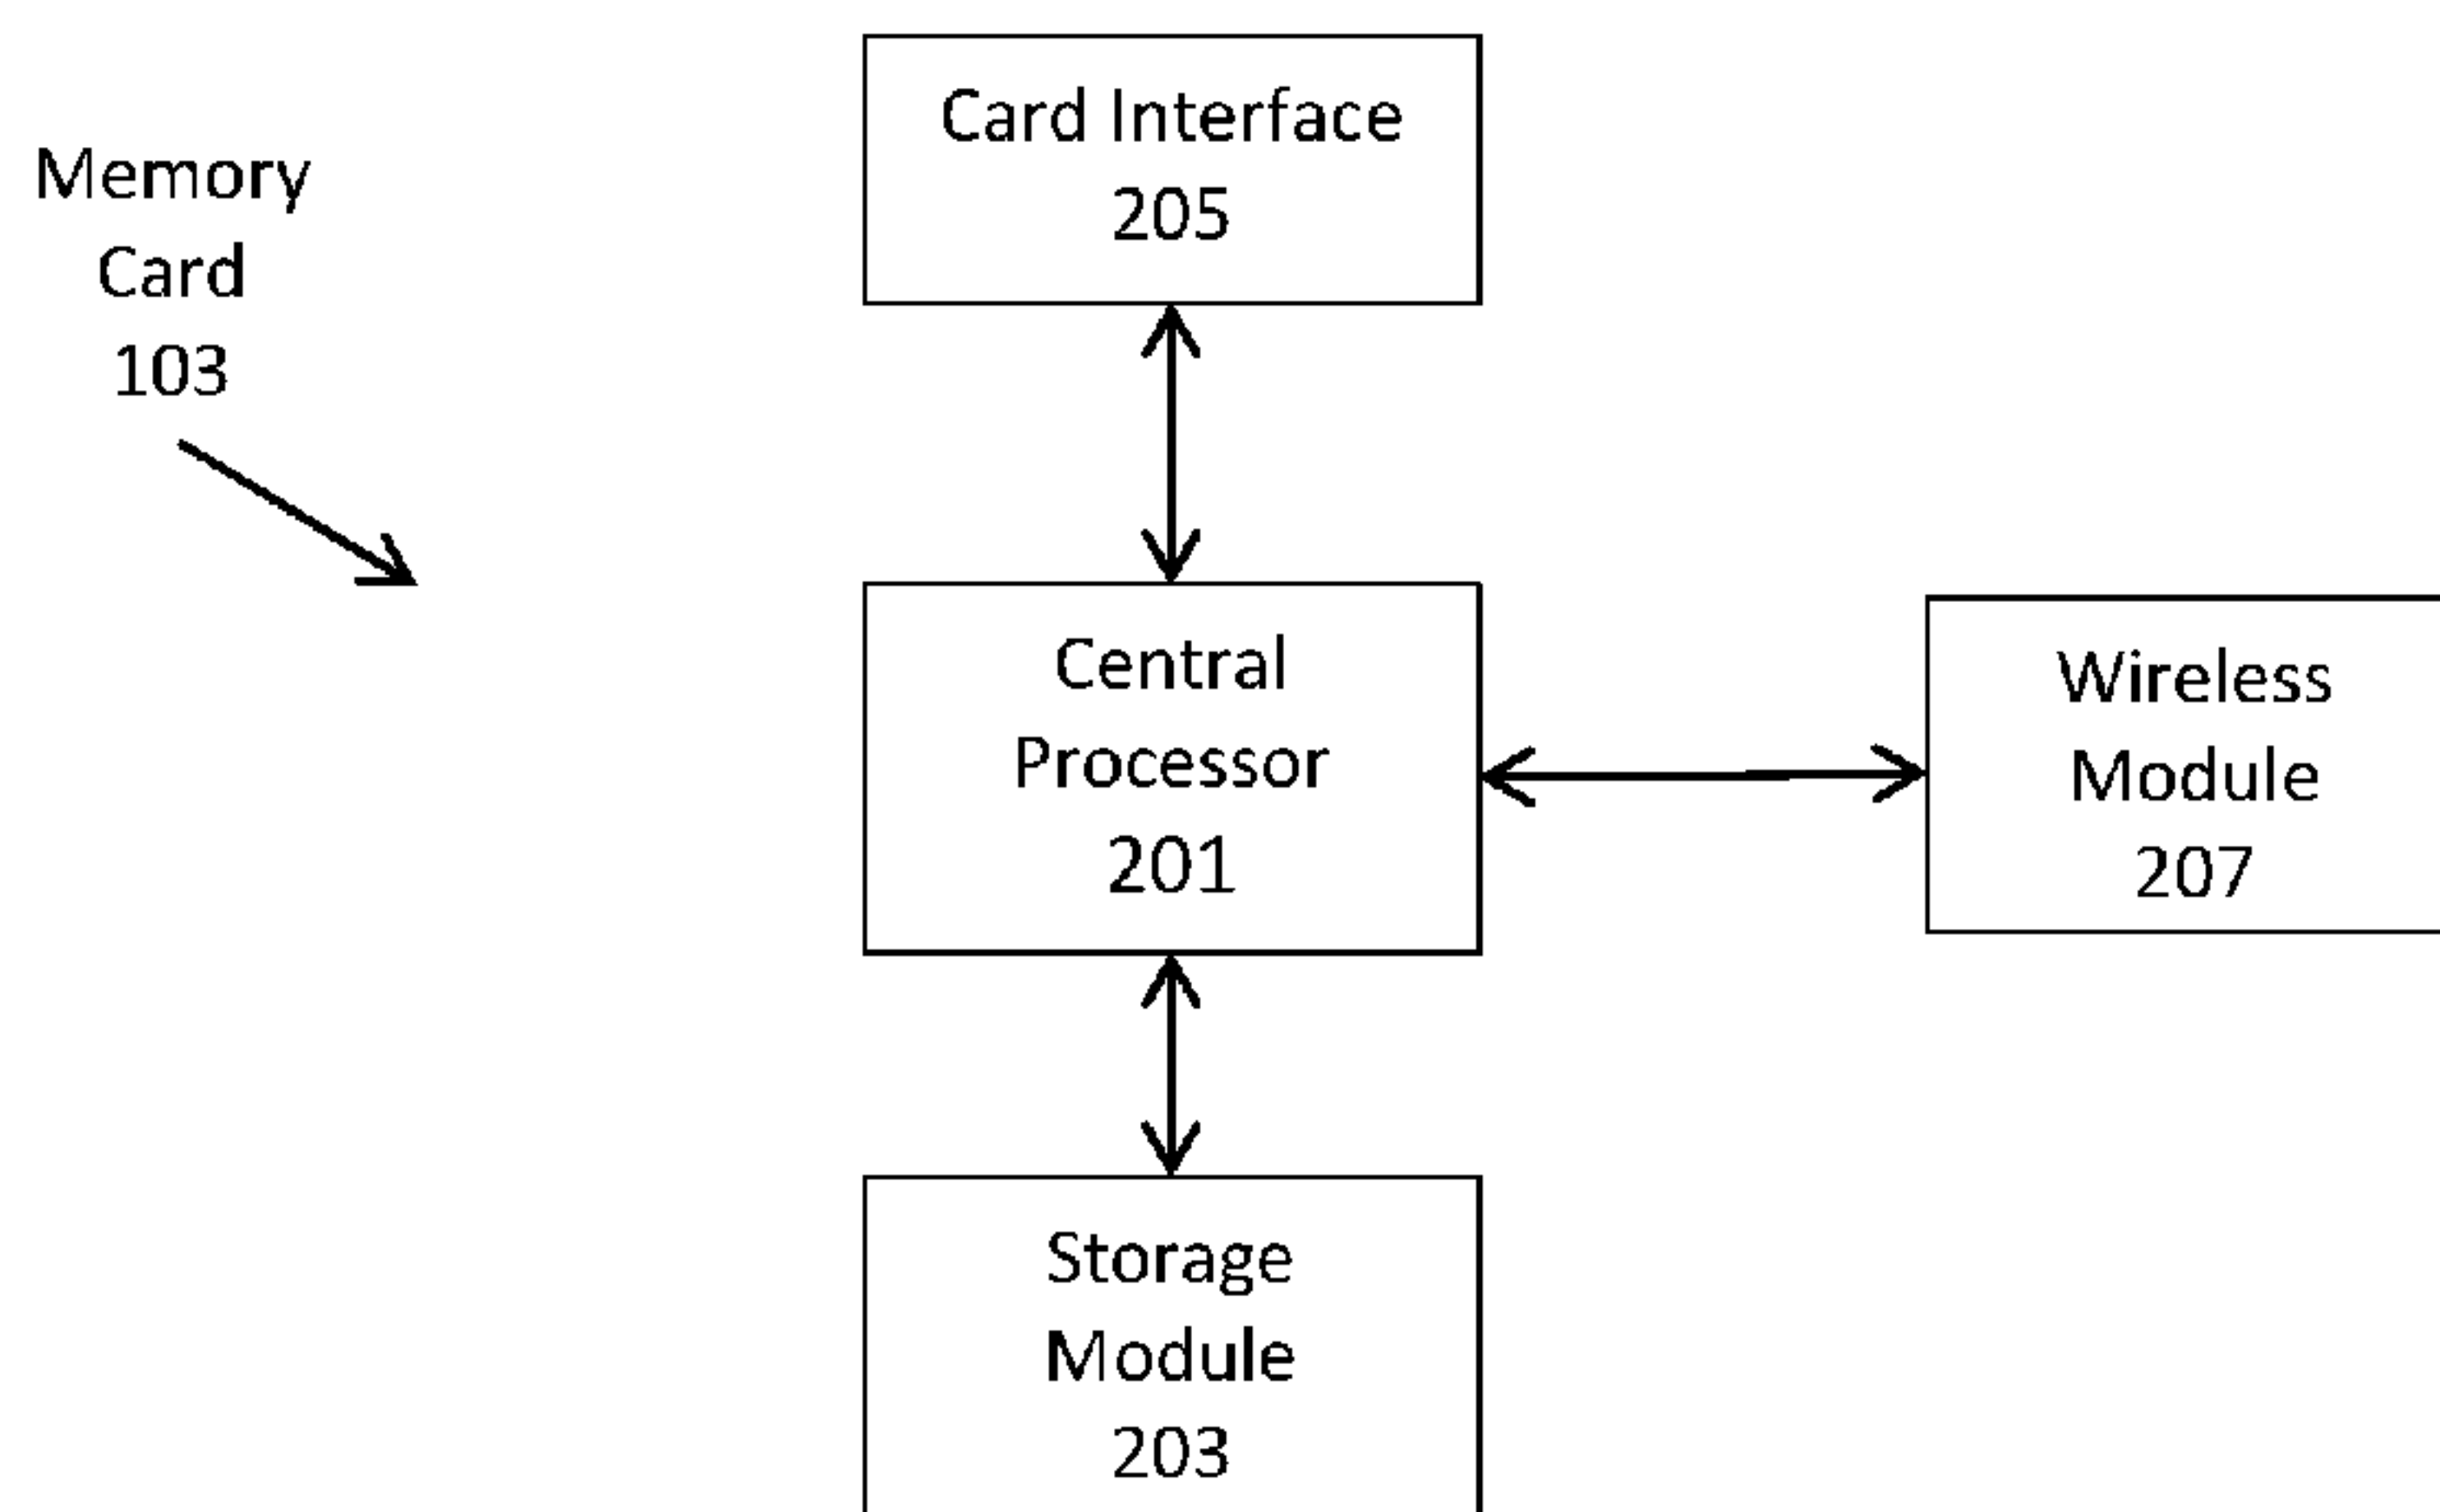 Memory
Card
103
Card Interface
205
Central
Processor
201
Wireless
Module
207
Storage
Module
203